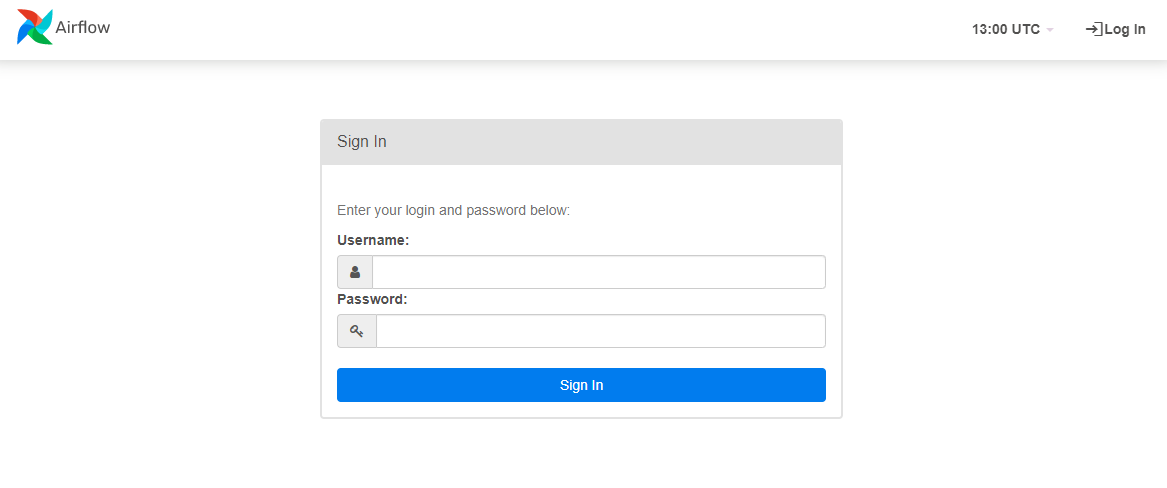 Airflow
13:00 UTC
Log In
Sign In
Enter your login and password below:
Username:
Password:
Sign In